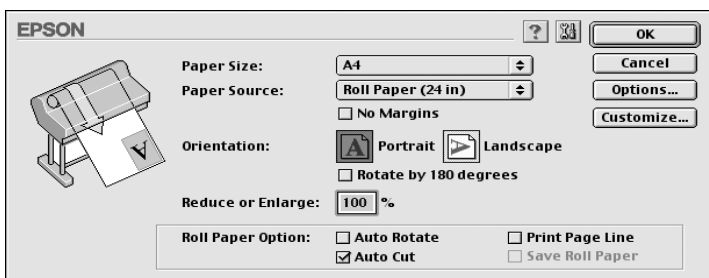 EPSON
? OK
Paper Size: A4 Cancel
Paper Source: Roll Paper (24 in) Options...
No Margins Customize...
Orientation: A Portrait A Landscape
A
Rotate by 180 degrees
Reduce or Enlarge: 100 %
Roll Paper Option: Auto Rotate Print Page Line
Auto Cut Save Roll Paper